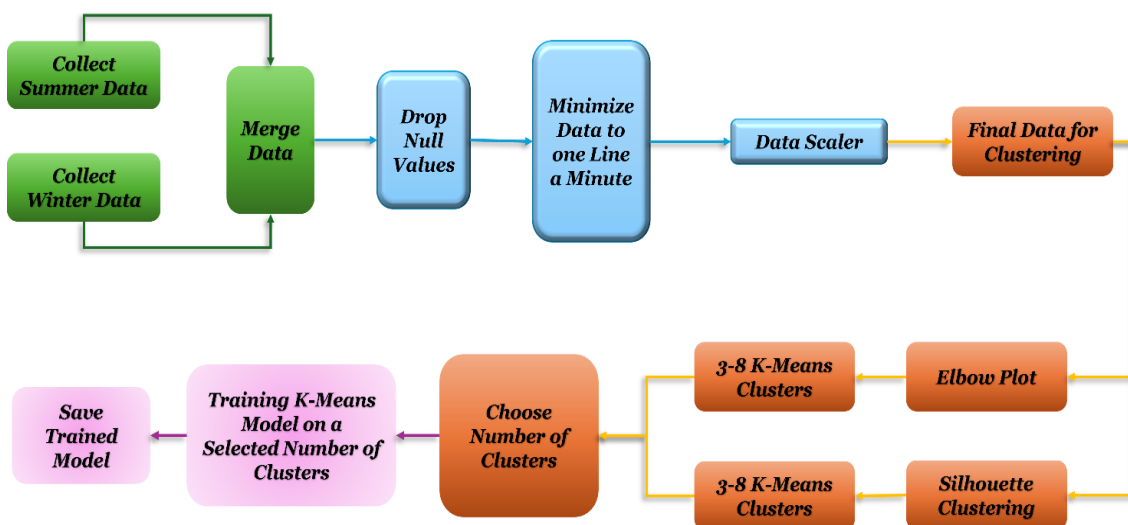 Collect
Summer Data
Collect
Winter Data
Merge
Data
Drop
Null
Values
Minimize
Data to
one Line
a Minute
Data Scaler
Final Data for
Clustering
Elbow Plot
3-8 K-Means
Clusters
Silhouette
Clustering
3-8 K-Means
Clusters
Choose
Number of
Clusters
Training K-Means
Model on a
Selected Number of
Clusters
Save
Trained
Model